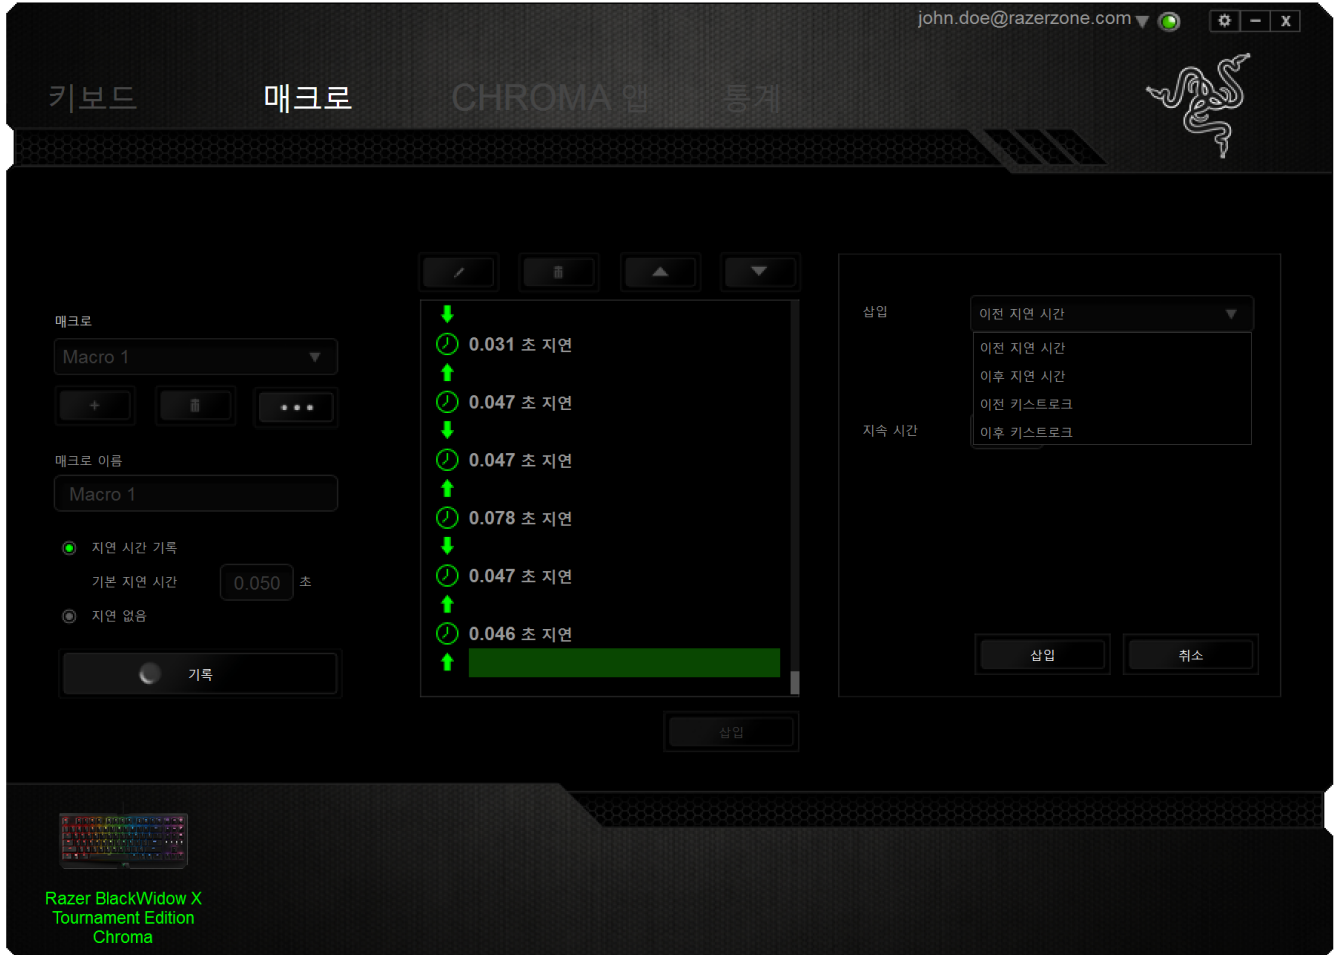 john.doe@razerzone.com
키보드
매크로
CHROMA 앱
통계
매크로
Macro 1
매크로 이름
Macro 1
지연 시간 기록
기본 지연 시간
0.050
초
지연 없음
기록
0.031 초 지연
0.047 초 지연
0.047 초 지연
0.078 초 지연
0.047 초 지연
0.046 초 지연
삽입
삽입
이전 지연 시간
이전 지연 시간
이후 지연 시간
이전 키스트로크
이후 키스트로크
지속 시간
삽입
취소
Razer BlackWidow X
Tournament Edition
Chroma